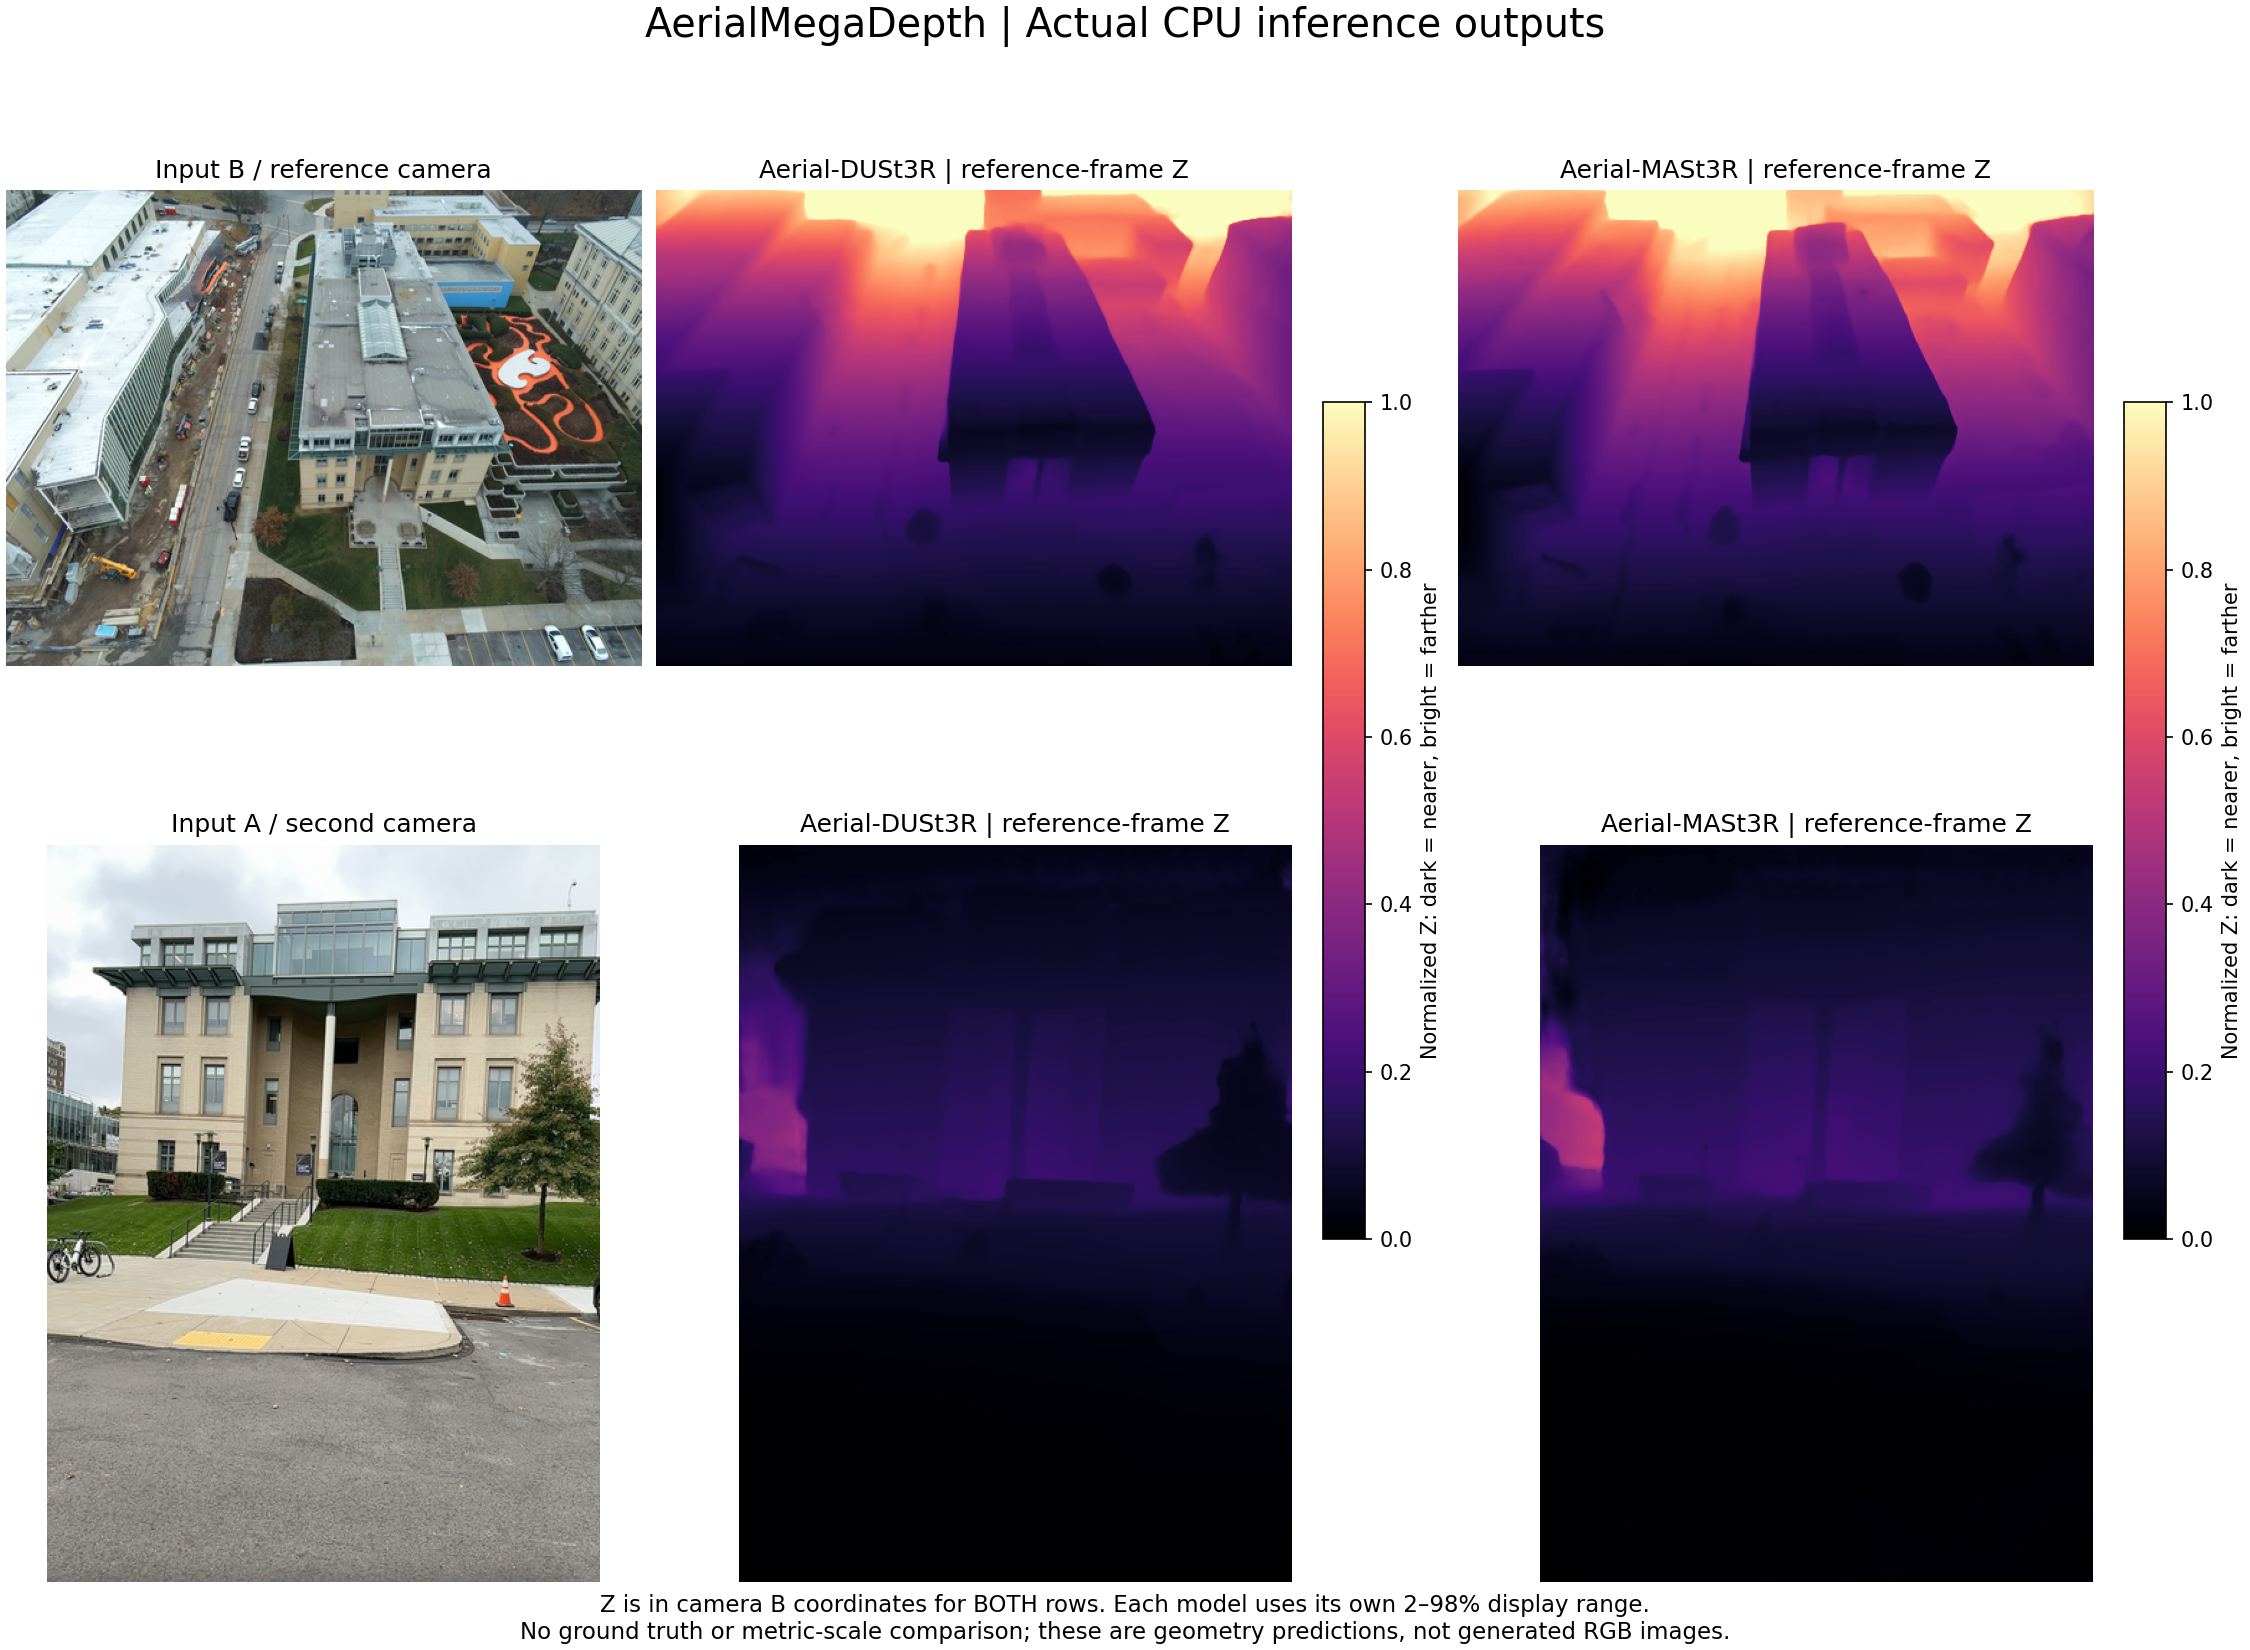 AerialMegaDepth | Actual CPU inference outputs
Input B / reference camera
Aerial-DUSt3R | reference-frame Z
Aerial-MASt3R | reference-frame Z
1.0
0.8
0.6
0.4
0.2
0.0
Normalized Z: dark = nearer, bright = farther
1.0
0.8
0.6
0.4
0.2
0.0
Normalized Z: dark = nearer, bright = farther
Input A / second camera
Aerial-DUSt3R | reference-frame Z
Aerial-MASt3R | reference-frame Z
Z is in camera B coordinates for BOTH rows. Each model uses its own 2–98% display range.
No ground truth or metric-scale comparison; these are geometry predictions, not generated RGB images.